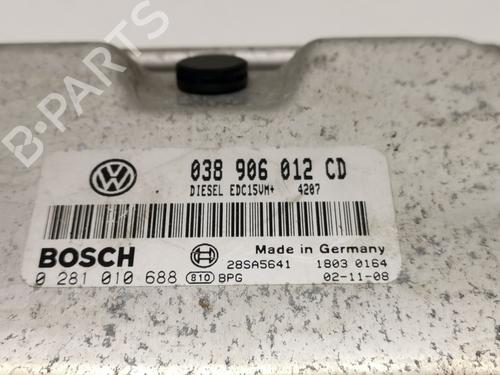 B-PARTS
VW
038 906 012 CD
DIESEL EDC15VM+ 4207
BOSCH
Made in Germany
28SA5641 1803 0164
0 281 010 688 810 BPG 02-11-08